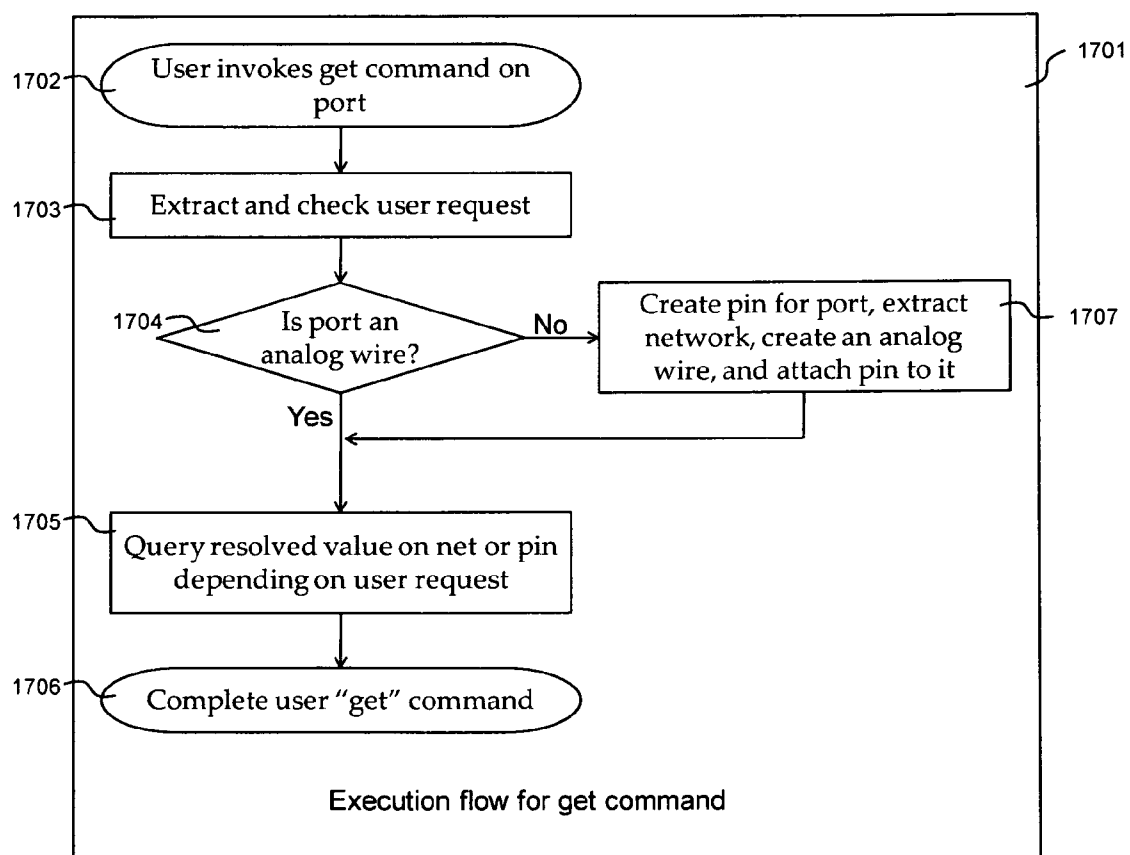 1701
1702
User invokes get command on
port
1703
Extract and check user request
1704
Is port an
analog wire?
No
Create pin for port, extract
network, create an analog
wire, and attach pin to it
1707
Yes
1705
Query resolved value on net or pin
depending on user request
1706
Complete user “get” command
Execution flow for get command